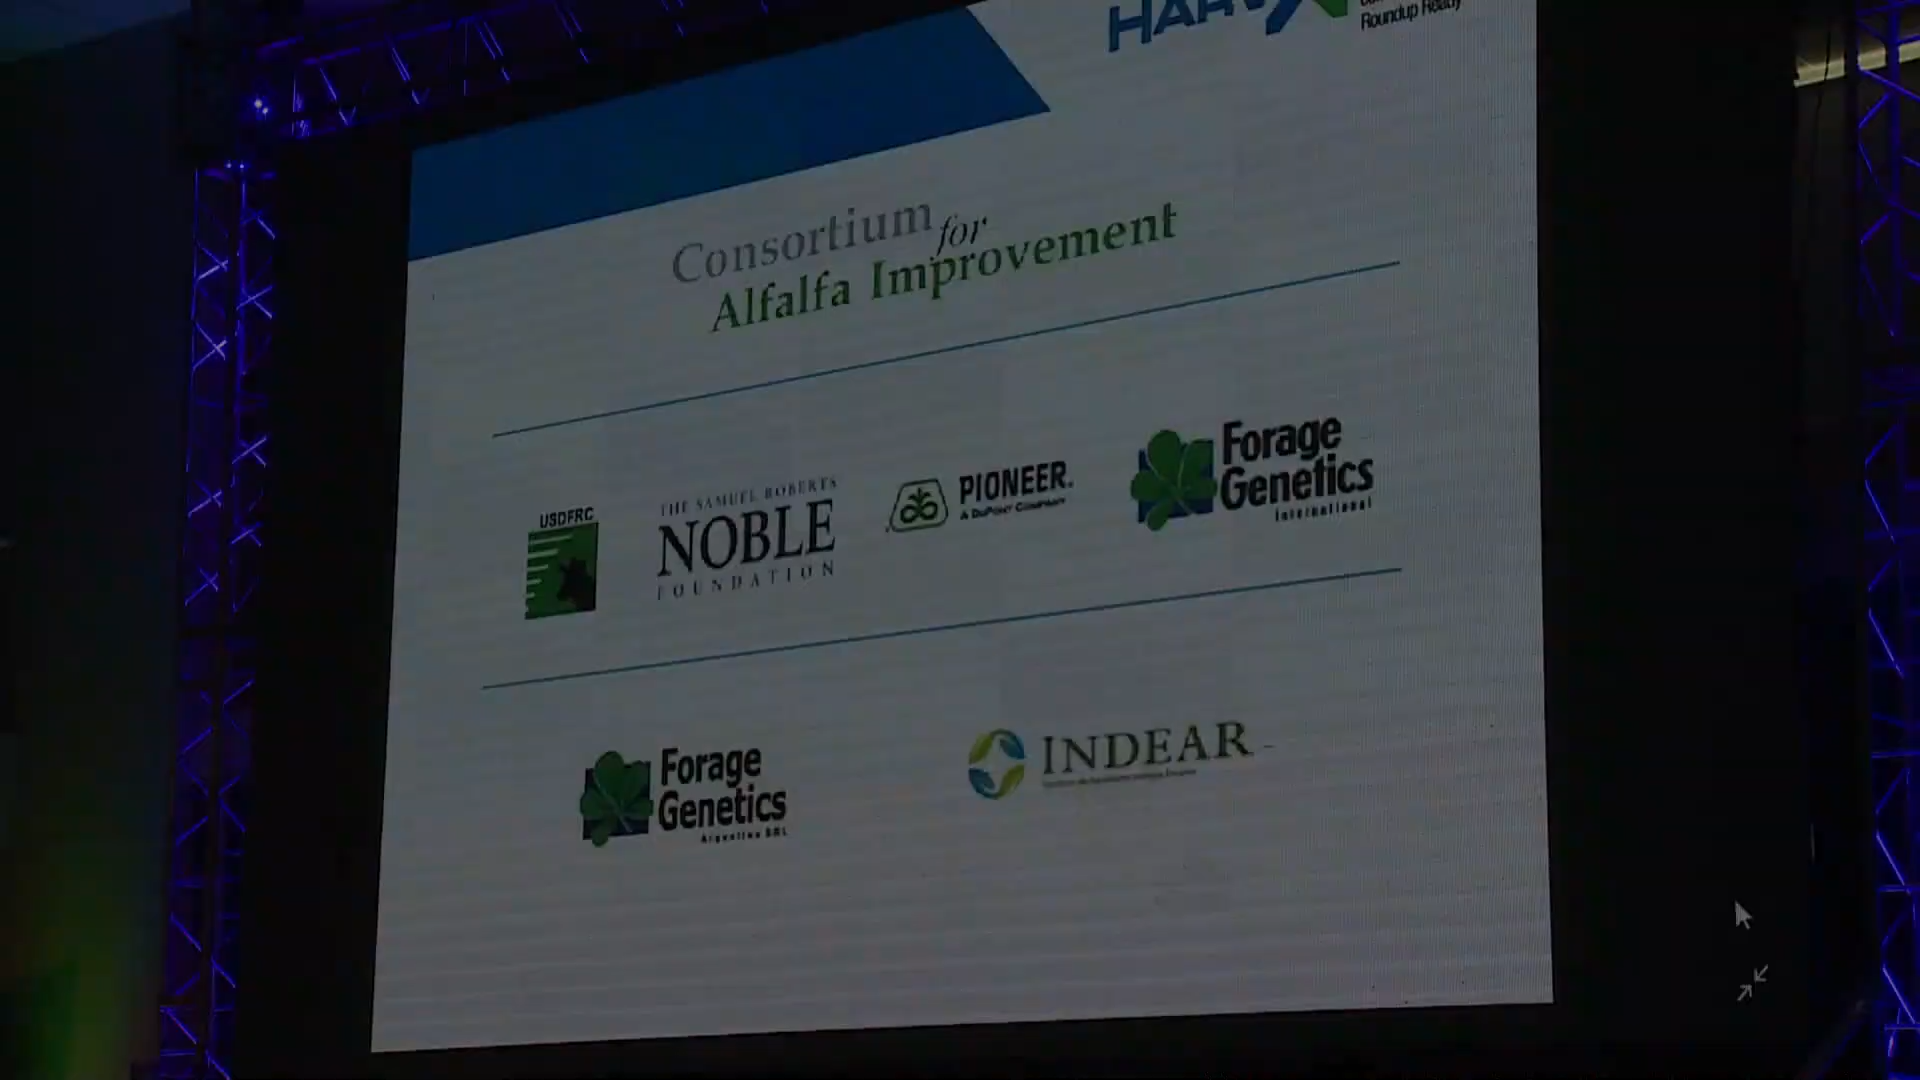 Roundup Ready
Consortium for
Alfalfa Improvement
USDFRC
THE SAMUEL ROBERTS
NOBLE
FOUNDATION
PIONEER.
A DUPONT COMPANY
Forage
Genetics
International
Forage
Genetics
Argentina SRL
INDEAR